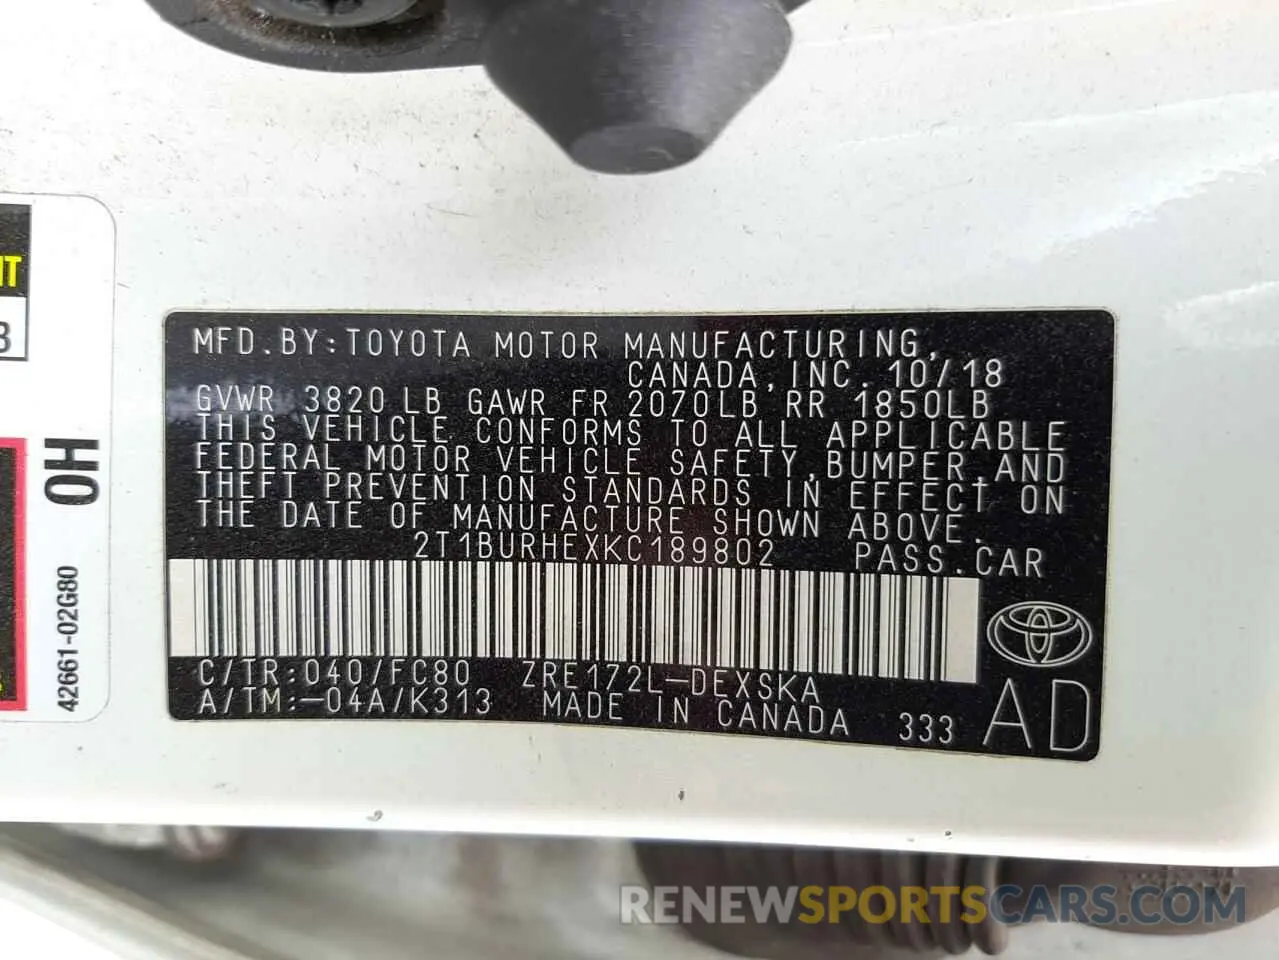 MFD.BY:TOYOTA MOTOR MANUFACTURING,
CANADA,INC. 10/18
GVWR 3820 LB GAWR FR 2070LB RR 1850LB
THIS VEHICLE CONFORMS TO ALL APPLICABLE
FEDERAL MOTOR VEHICLE SAFETY,BUMPER,AND
THEFT PREVENTION STANDARDS IN EFFECT ON
THE DATE OF MANUFACTURE SHOWN ABOVE.
2T1BURHEXKC189802 PASS.CAR
C/TR:040/FC80 ZRE172L-DEXSKA
A/TM:-04A/K313 MADE IN CANADA 333 AD
0H
42661-02G80
RENEWSPORTSCARS.COM